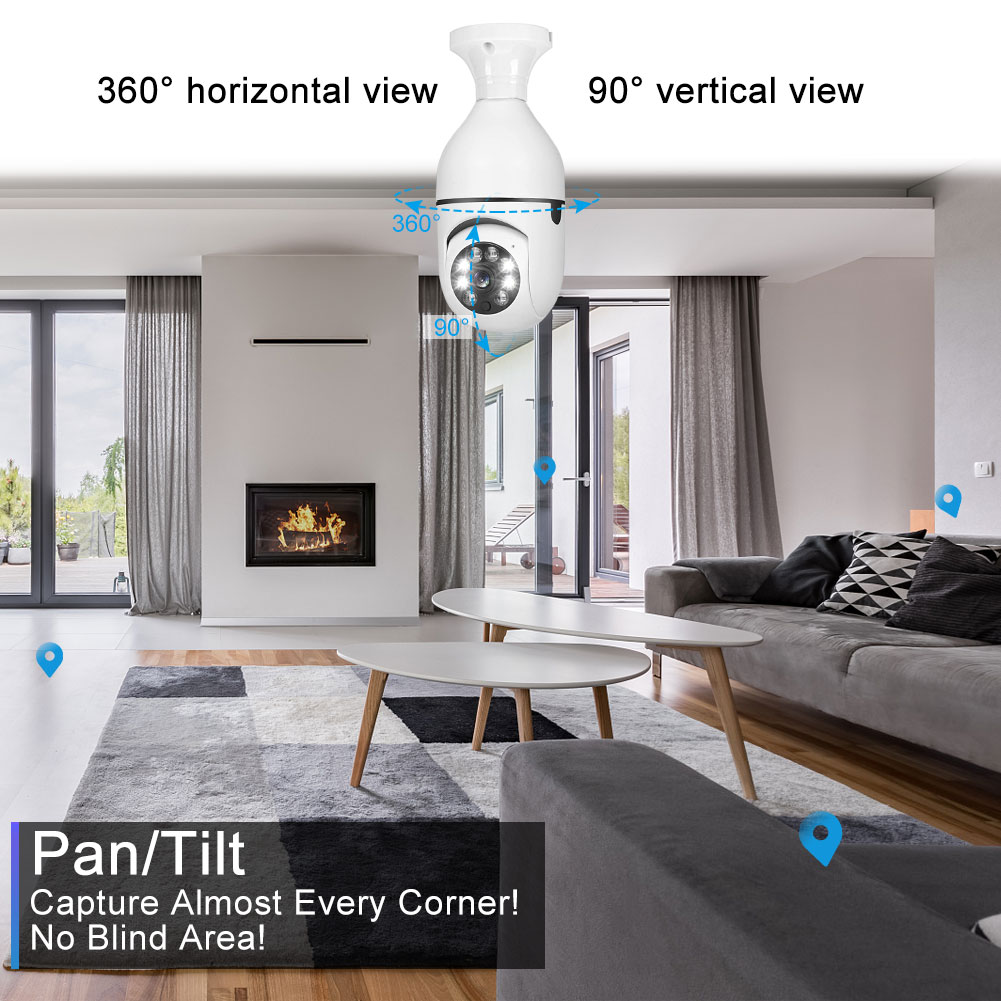 360° horizontal view
90° vertical view
360°
90°
Pan/Tilt
Capture Almost Every Corner!
No Blind Area!